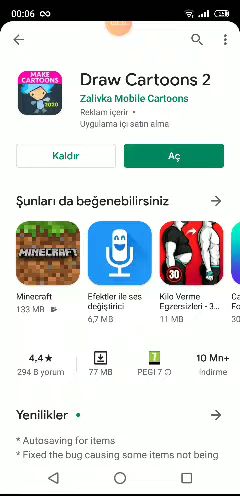 00:06
MAKE
CARTOONS
2020
Draw Cartoons 2
Zalivka Mobile Cartoons
Reklam içerir •
Uygulama içi satın alma
Kaldır
Aç
Şunları da beğenebilirsiniz
MINECRAFT
30
Minecraft
133 MB
Efektler ile ses
değiştirici
6,7 MB
Kilo Verme
Egzersizleri - 3...
11 MB
4,4★
294 B yorum
77 MB
7
PEGI 7
10 Mn+
İndirme
Yenilikler
* Autosaving for items
* Fixed the bug causing some items not being